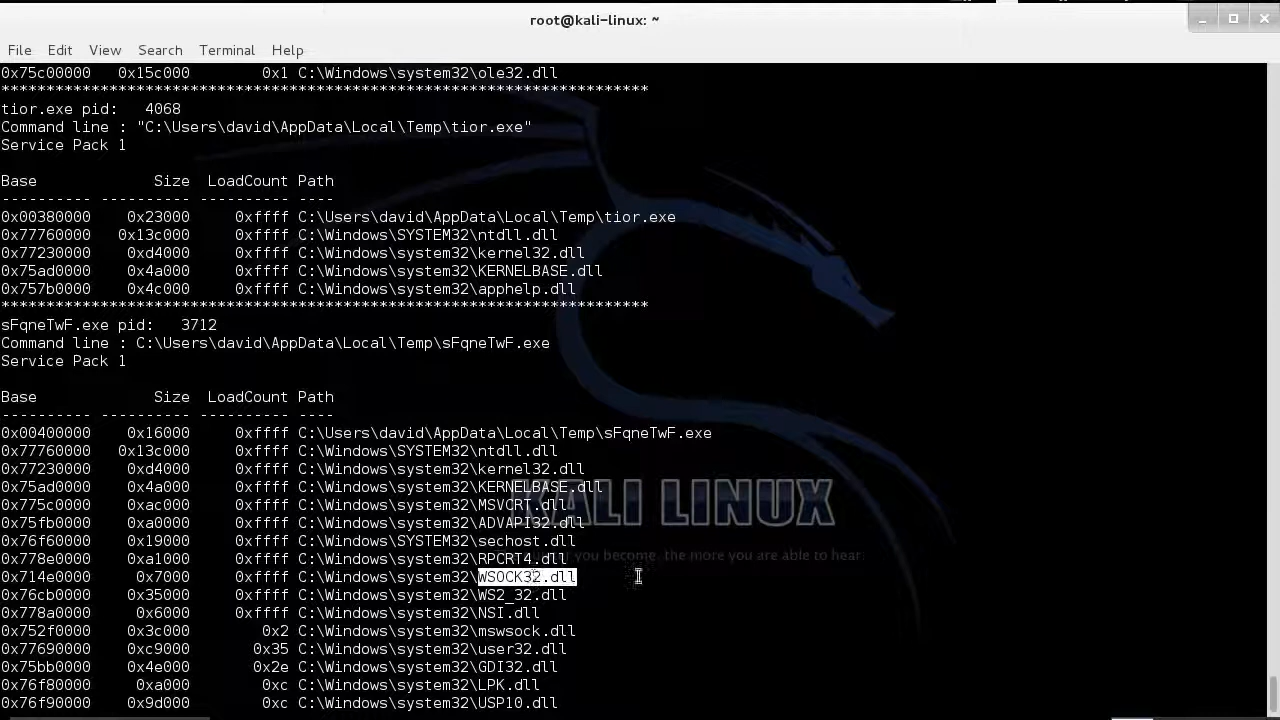 root@kali-linux: ~
File Edit View Search Terminal Help
0x75c00000 0x15c000 0x1 C:\Windows\system32\ole32.dll
************************************************************************
tior.exe pid: 4068
Command line : "C:\Users\david\AppData\Local\Temp\tior.exe"
Service Pack 1
Base Size LoadCount Path
---------- ---------- ---------- ----
0x00380000 0x23000 0xffff C:\Users\david\AppData\Local\Temp\tior.exe
0x77760000 0x13c000 0xffff C:\Windows\SYSTEM32\ntdll.dll
0x77230000 0xd4000 0xffff C:\Windows\system32\kernel32.dll
0x75ad0000 0x4a000 0xffff C:\Windows\system32\KERNELBASE.dll
0x757b0000 0x4c000 0xffff C:\Windows\system32\apphelp.dll
************************************************************************
sFqneTwF.exe pid: 3712
Command line : C:\Users\david\AppData\Local\Temp\sFqneTwF.exe
Service Pack 1
Base Size LoadCount Path
---------- ---------- ---------- ----
0x00400000 0x16000 0xffff C:\Users\david\AppData\Local\Temp\sFqneTwF.exe
0x77760000 0x13c000 0xffff C:\Windows\SYSTEM32\ntdll.dll
0x77230000 0xd4000 0xffff C:\Windows\system32\kernel32.dll
0x75ad0000 0x4a000 0xffff C:\Windows\system32\KERNELBASE.dll
0x775c0000 0xac000 0xffff C:\Windows\system32\MSVCRT.dll
0x75fb0000 0xa0000 0xffff C:\Windows\system32\ADVAPI32.dll
0x76f60000 0x19000 0xffff C:\Windows\SYSTEM32\sechost.dll
0x778e0000 0xa1000 0xffff C:\Windows\system32\RPCRT4.dll
0x714e0000 0x7000 0xffff C:\Windows\system32\WSOCK32.dll
0x76cb0000 0x35000 0xffff C:\Windows\system32\WS2_32.dll
0x778a0000 0x6000 0xffff C:\Windows\system32\NSI.dll
0x752f0000 0x3c000 0x2 C:\Windows\system32\mswsock.dll
0x77690000 0xc9000 0x35 C:\Windows\system32\user32.dll
0x75bb0000 0x4e000 0x2e C:\Windows\system32\GDI32.dll
0x76f80000 0xa000 0xc C:\Windows\system32\LPK.dll
0x76f90000 0x9d000 0xc C:\Windows\system32\USP10.dll
KALI LINUX
you become, the more you are able to hear.